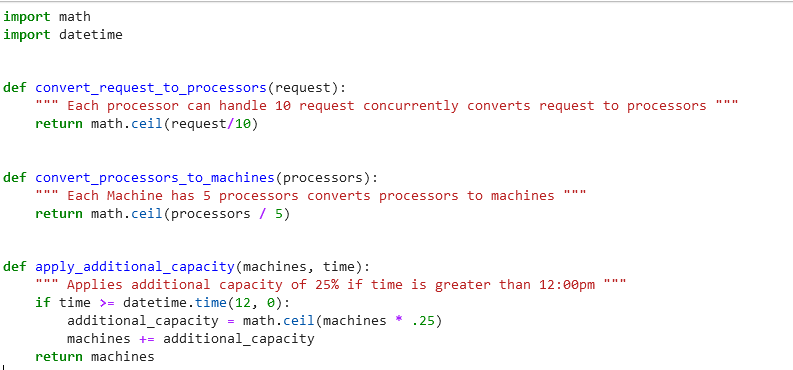 import math
import datetime
def convert_request_to_processors(request):
""" Each processor can handle 10 request concurrently converts request to processors """
return math.ceil(request/10)
def convert_processors_to_machines(processors):
""" Each Machine has 5 processors converts processors to machines """
return math.ceil(processors / 5)
def apply_additional_capacity(machines, time):
""" Applies additional capacity of 25% if time is greater than 12:00pm """
if time >= datetime.time(12, 0):
additional_capacity = math.ceil(machines * .25)
machines += additional_capacity
return machines